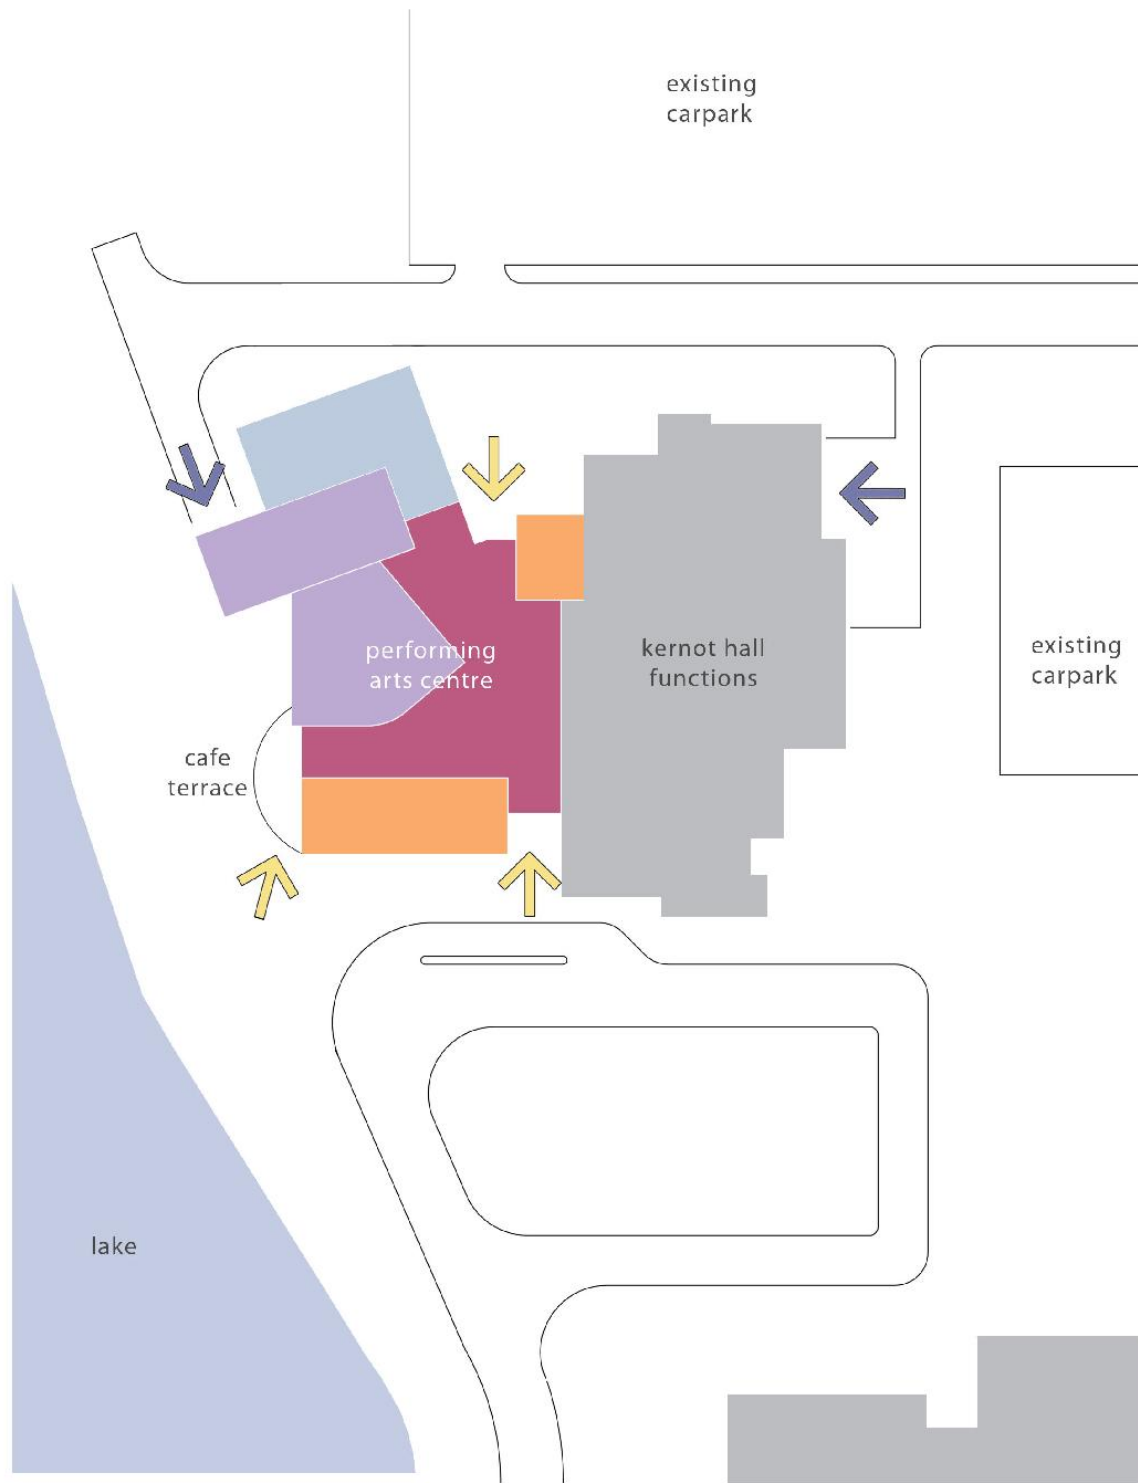 existing
carpark
performing
arts centre
kernot hall
functions
existing
carpark
cafe
terrace
lake